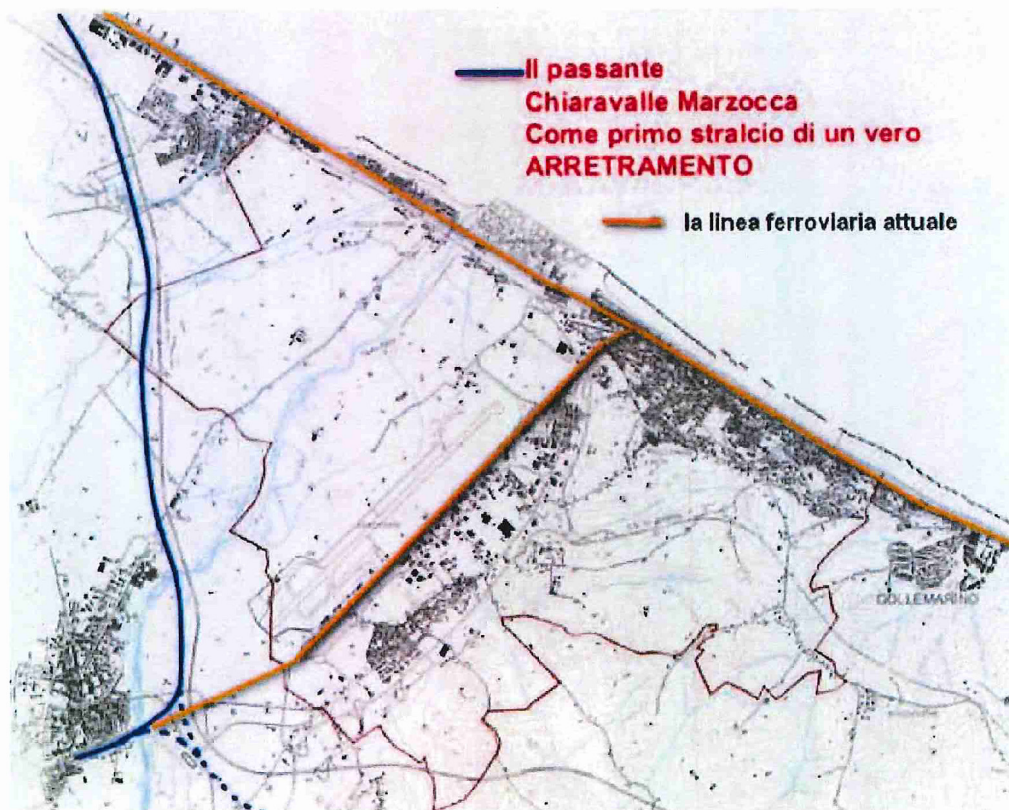 Il passante
Chiaravalle Marzocca
Come primo stralcio di un vero
ARRETRAMENTO
la linea ferroviaria attuale
COLLEMARINO